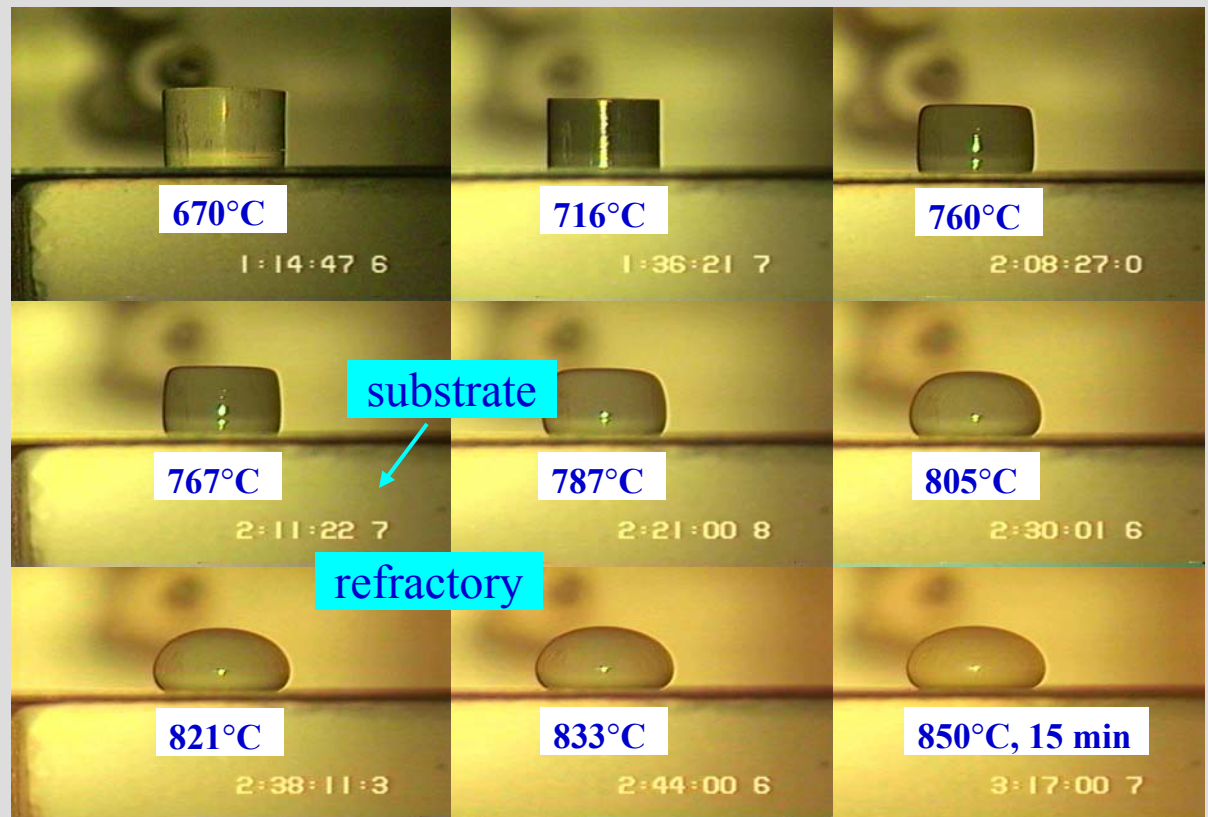 670°C
716°C
760°C
1:14:47 6
1:36:21 7
2:08:27:0
substrate
767°C
787°C
805°C
2:11:22 7
2:21:00 8
2:30:01 6
refractory
821°C
833°C
850°C, 15 min
2:38:11:3
2:44:00 6
3:17:00 7